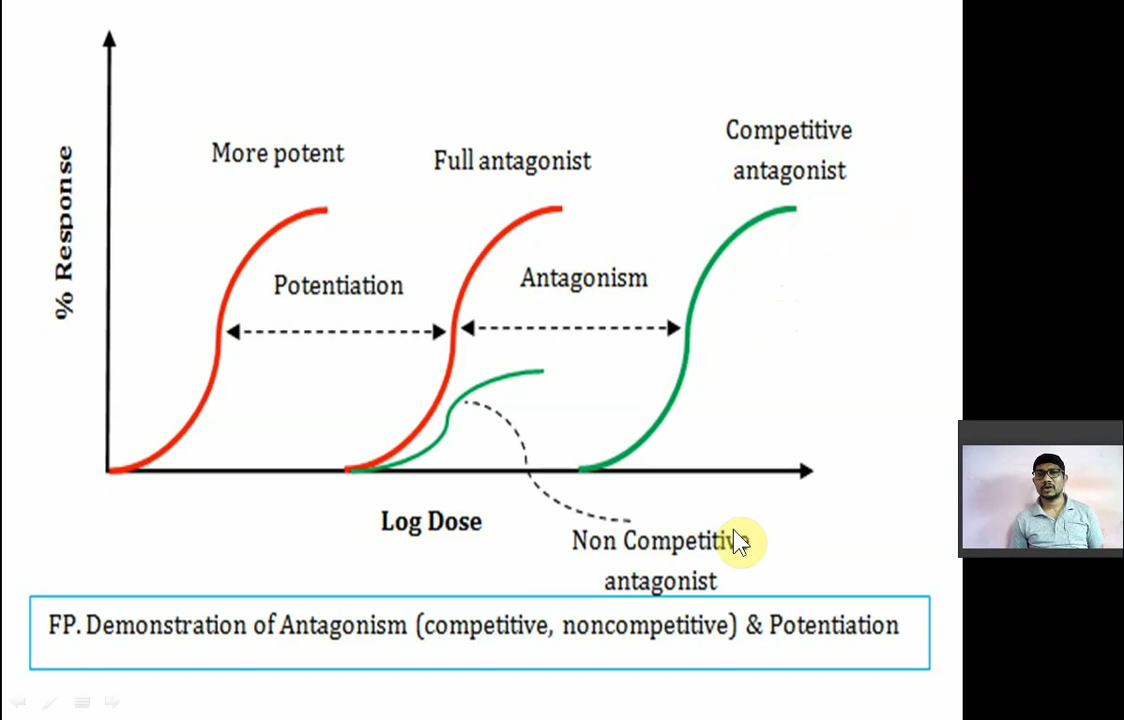 % Response
More potent
Full antagonist
Competitive
antagonist
Potentiation
Antagonism
Log Dose
Non Competitive
antagonist
FP. Demonstration of Antagonism (competitive, noncompetitive) & Potentiation